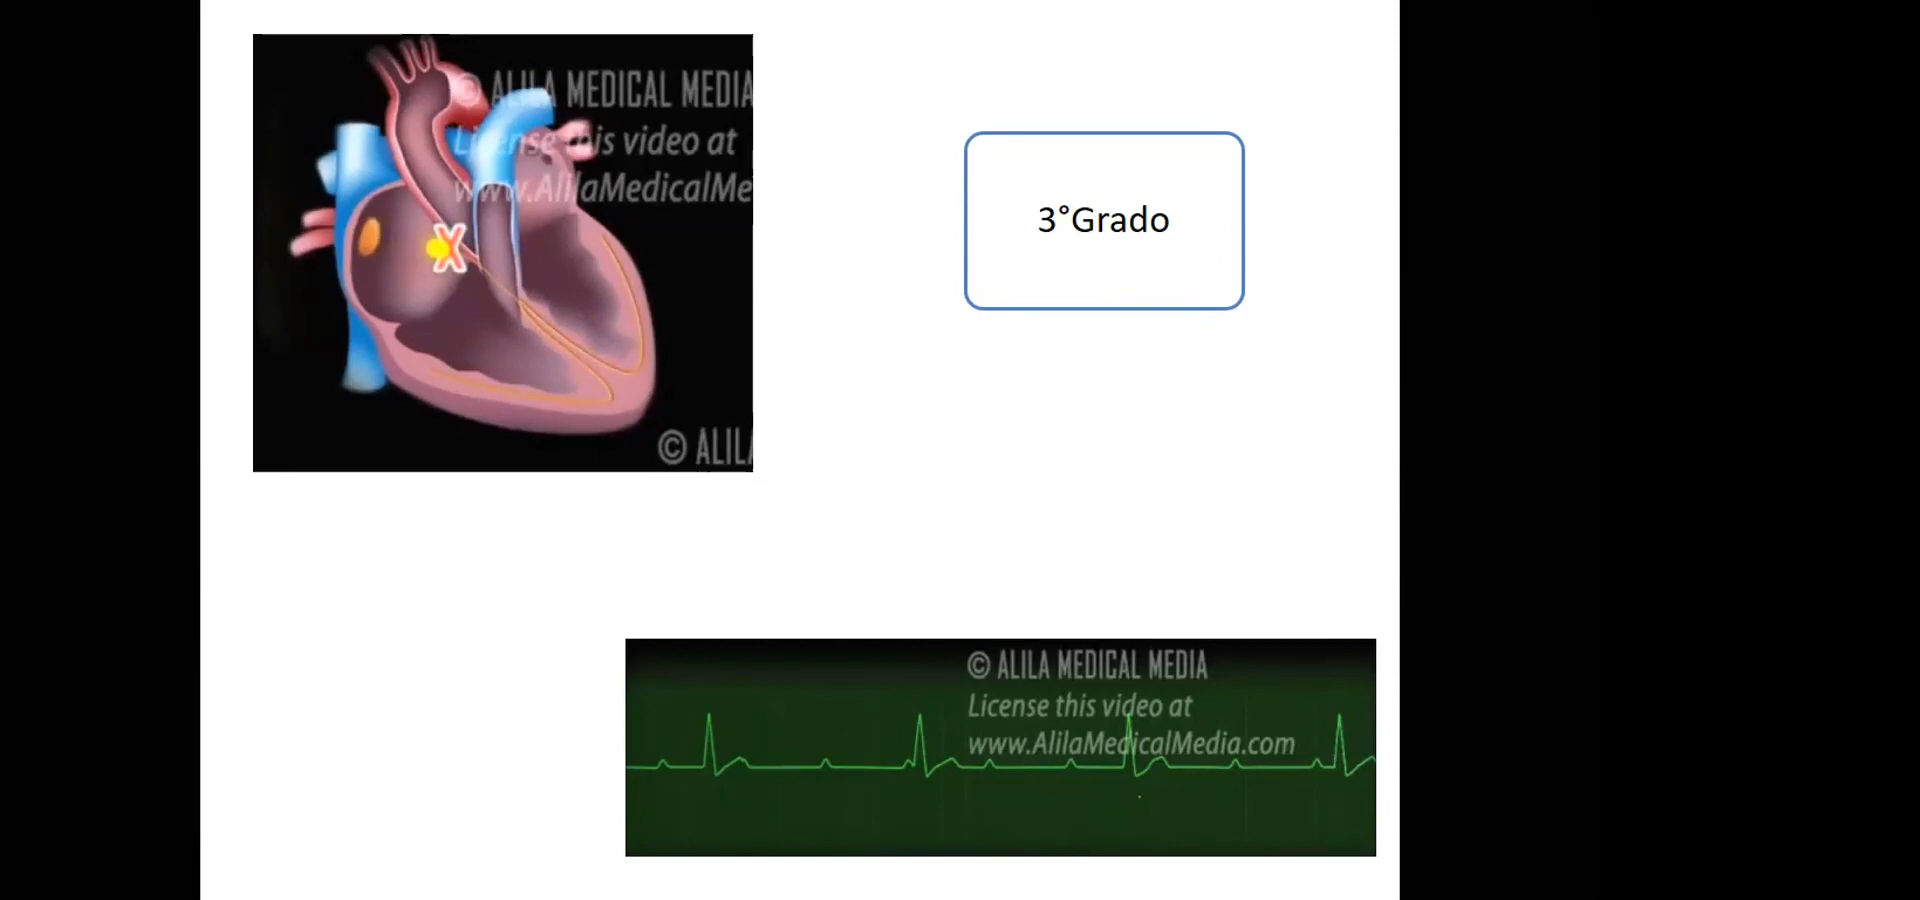 © ALILA MEDICAL MEDIA
License this video at
www.AlilaMedicalMe
© ALIL
3°Grado
© ALILA MEDICAL MEDIA
License this video at
www.AlilaMedicalMedia.com